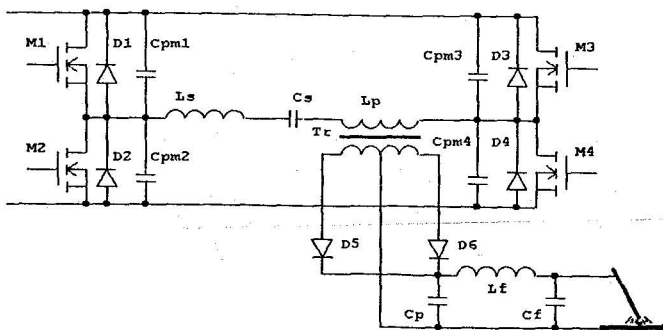 M1 D1 Cpm1 Cpm3 D3 M3
Ls Cs Lp
Tr
M2 D2 Cpm2 Cpm4 D4 M4
D5 D6
Lf
Cp Cf